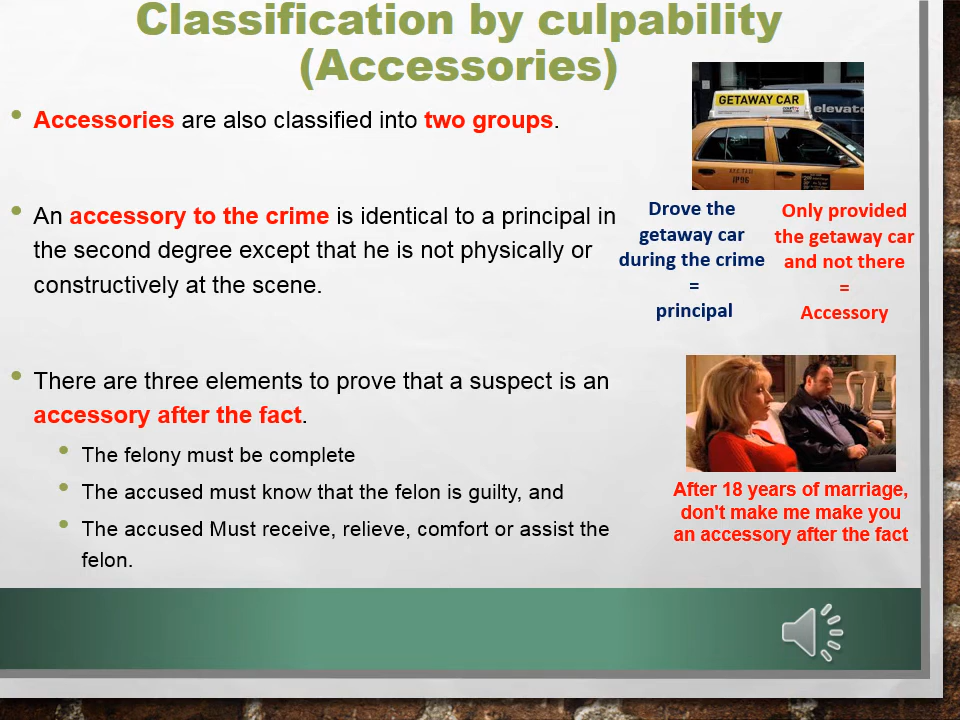 Classification by culpability
(Accessories)
• Accessories are also classified into two groups.
• An accessory to the crime is identical to a principal in
the second degree except that he is not physically or
constructively at the scene.
• There are three elements to prove that a suspect is an
accessory after the fact.
• The felony must be complete
• The accused must know that the felon is guilty, and
• The accused Must receive, relieve, comfort or assist the
felon.
GETAWAY CAR
elevato
Drove the
getaway car
during the crime
=
principal
Only provided
the getaway car
and not there
=
Accessory
After 18 years of marriage,
don't make me make you
an accessory after the fact